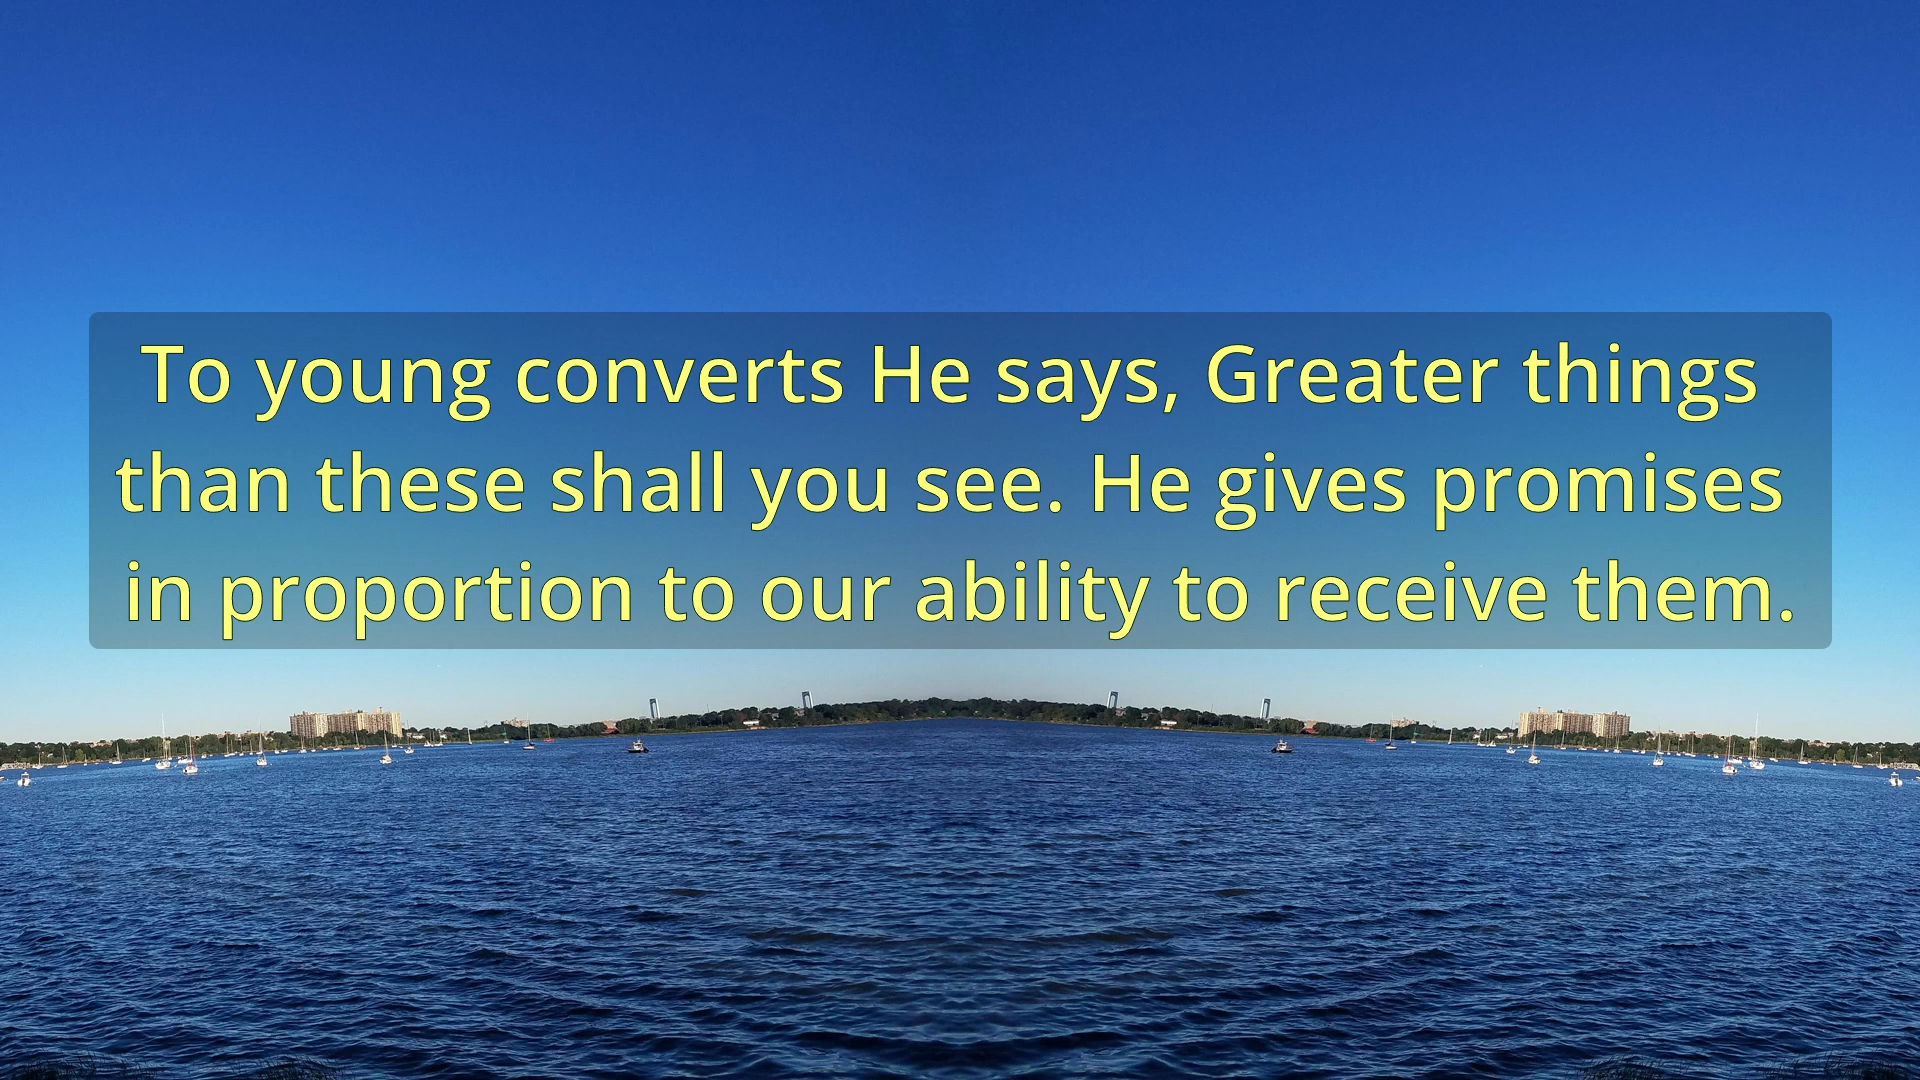 To young converts He says, Greater things
than these shall you see. He gives promises
in proportion to our ability to receive them.